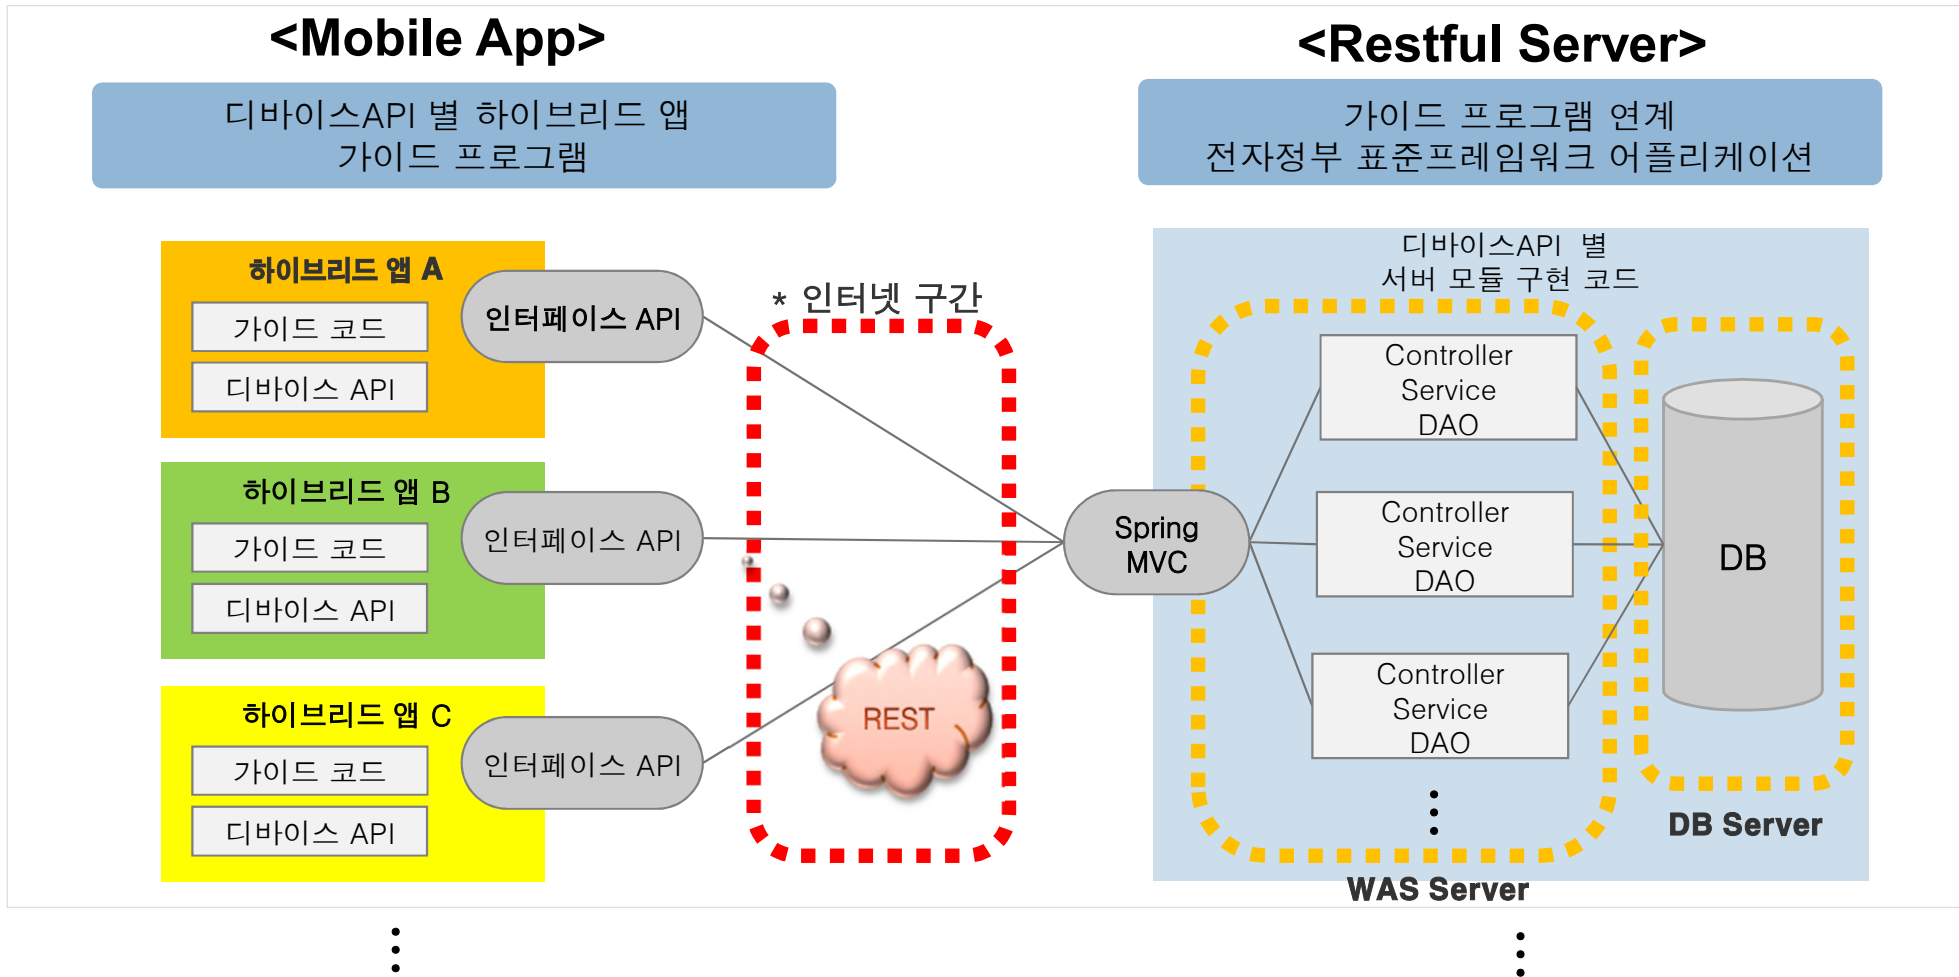 <Mobile App>
디바이스API 별 하이브리드 앱
가이드 프로그램
하이브리드 앱 A
가이드 코드
디바이스 API
인터페이스 API
하이브리드 앱 B
가이드 코드
디바이스 API
인터페이스 API
하이브리드 앱 C
가이드 코드
디바이스 API
인터페이스 API
* 인터넷 구간
REST
<Restful Server>
가이드 프로그램 연계
전자정부 표준프레임워크 어플리케이션
디바이스API 별
서버 모듈 구현 코드
Spring
MVC
Controller
Service
DAO
Controller
Service
DAO
Controller
Service
DAO
WAS Server
DB
DB Server